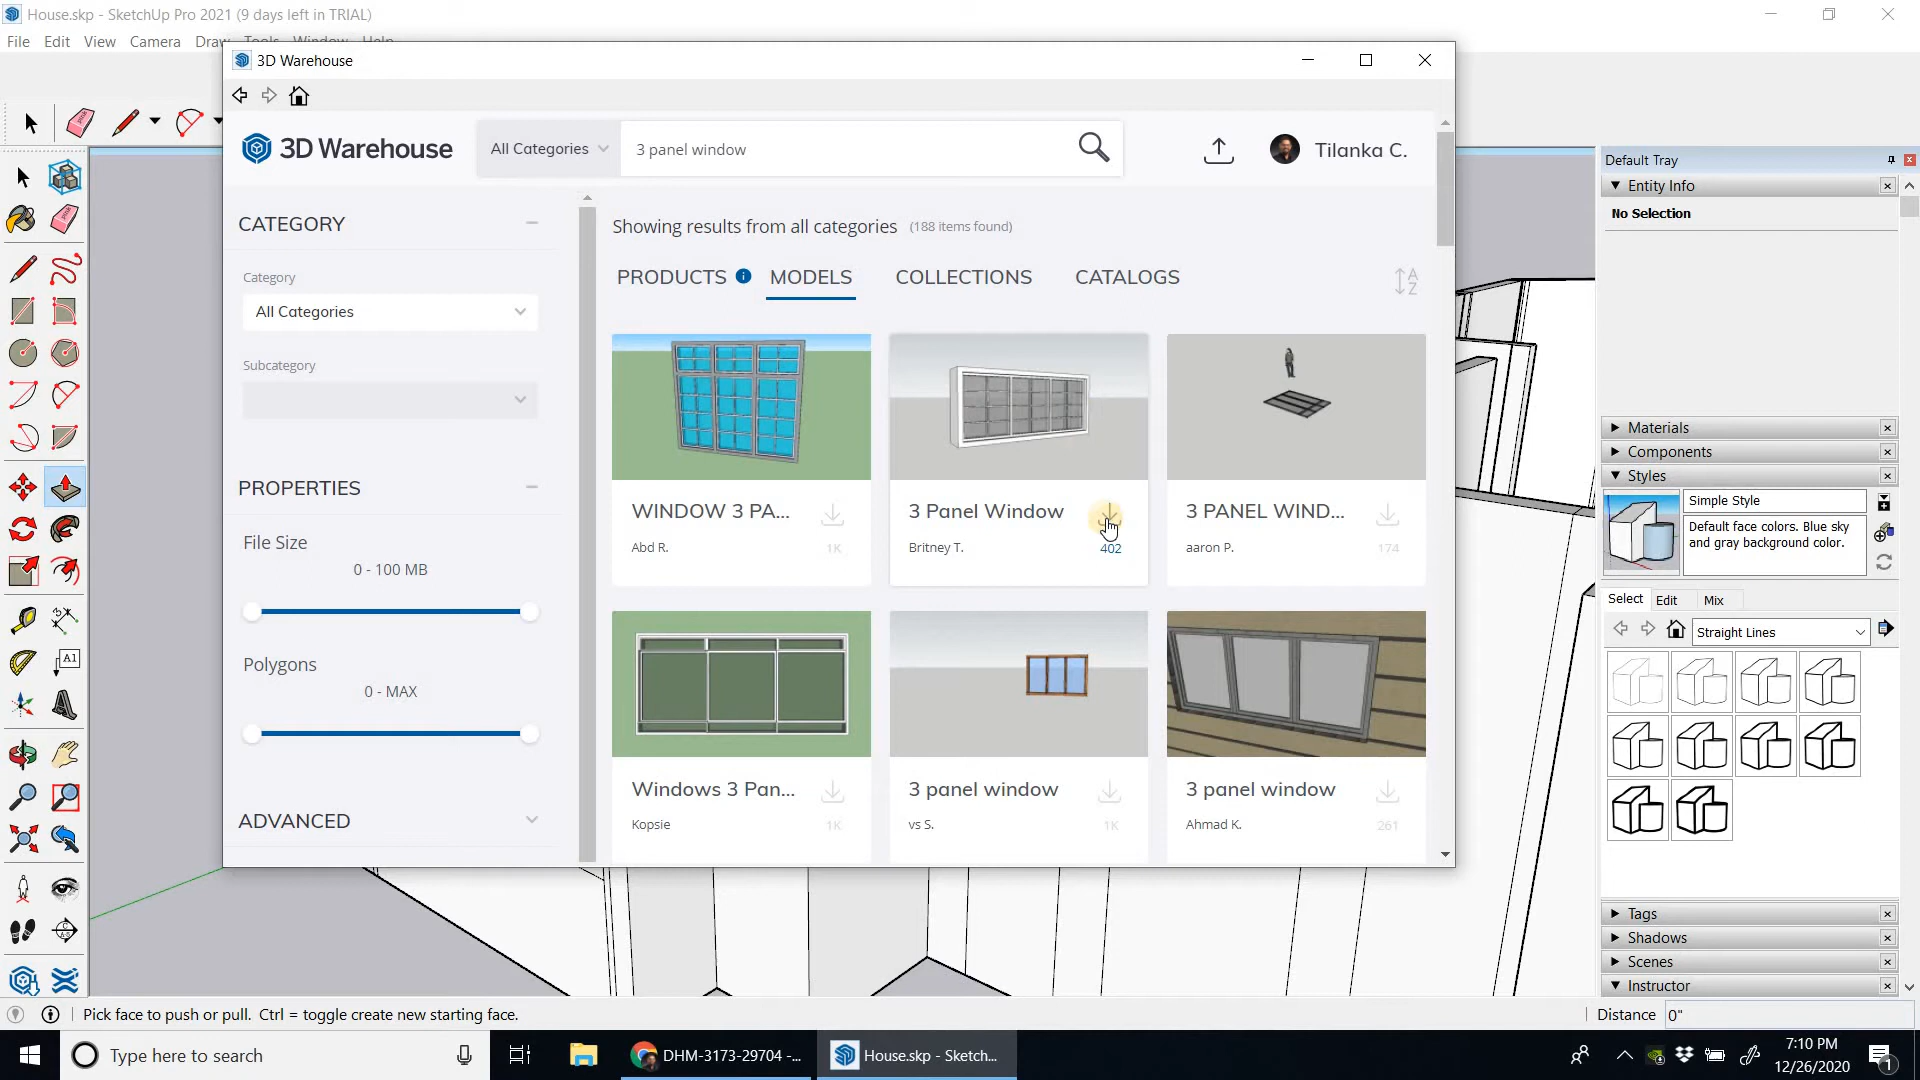 House.skp - SketchUp Pro 2021 (9 days left in TRIAL)
File Edit View Camera Draw Tools Window Help
3D Warehouse
3D Warehouse
All Categories
3 panel window
Tilanka C.
CATEGORY
Category
All Categories
Subcategory
PROPERTIES
File Size
0 - 100 MB
Polygons
0 - MAX
ADVANCED
Showing results from all categories (188 items found)
PRODUCTS i MODELS COLLECTIONS CATALOGS
A
Z
WINDOW 3 PA...
Abd R.
1K
3 Panel Window
Britney T.
402
3 PANEL WIND...
aaron P.
174
Windows 3 Pan...
Kopsie
1K
3 panel window
vs S.
1K
3 panel window
Ahmad K.
261
Default Tray
Entity Info
No Selection
Materials
Components
Styles
Simple Style
Default face colors. Blue sky
and gray background color.
Select Edit Mix
Straight Lines
Tags
Shadows
Scenes
Instructor
A1
Pick face to push or pull. Ctrl = toggle create new starting face.
Distance 0"
Type here to search
DHM-3173-29704 -...
House.skp - Sketch...
7:10 PM
12/26/2020
1